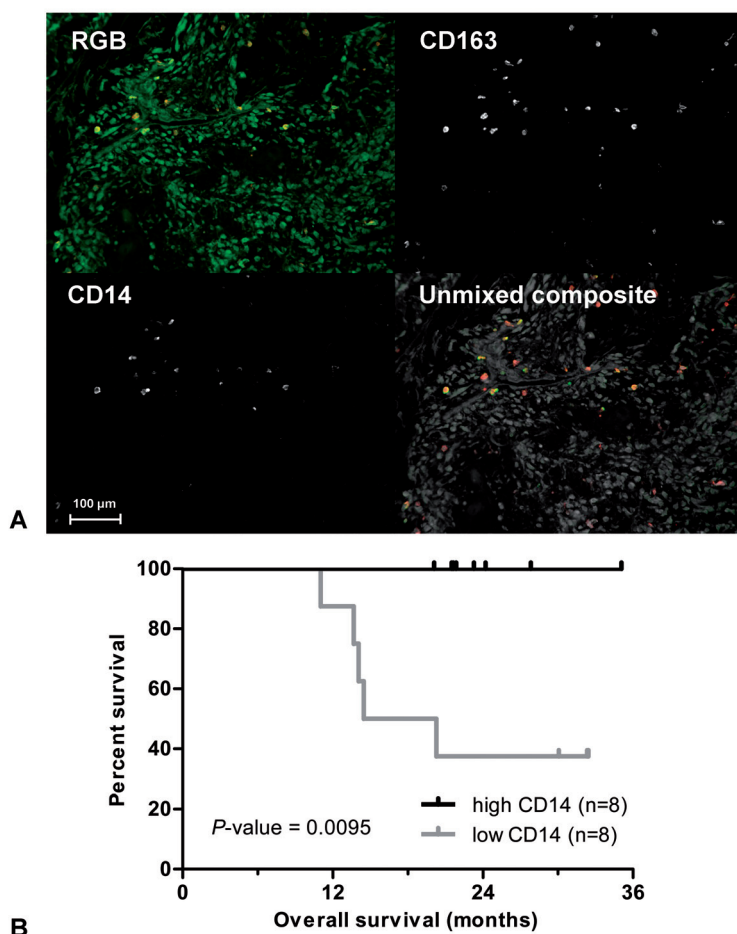 RGB
CD163
CD14
Unmixed composite
100 µm
A
100
80
60
40
20
0
Percent survival
high CD14 (n=8)
low CD14 (n=8)
P-value = 0.0095
0
12
24
36
Overall survival (months)
B